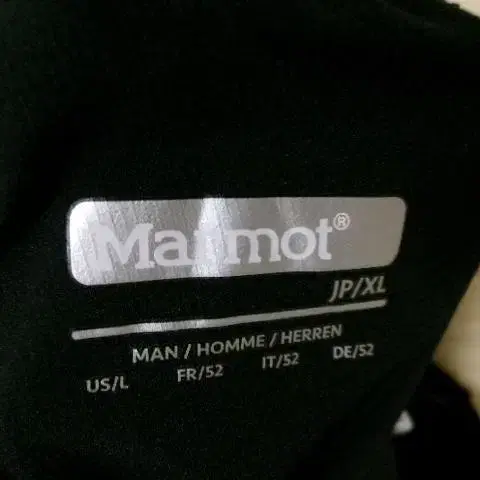 Marmot®
JP/XL
MAN / HOMME / HERREN
US/L FR/52 IT/52 DE/52